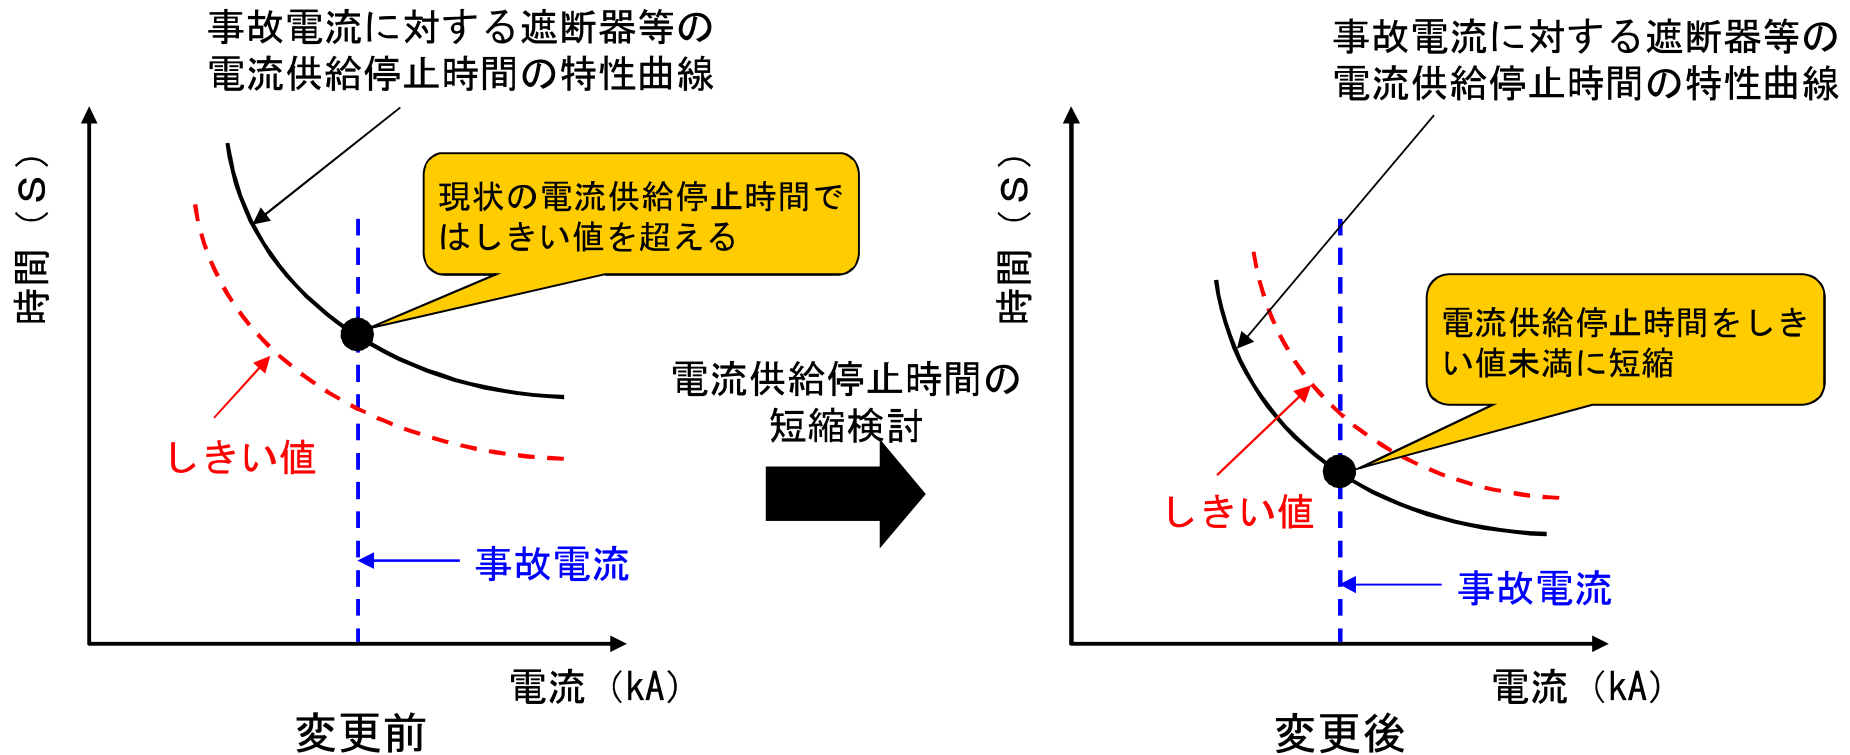 事故電流に対する遮断器等の
電流供給停止時間の特性曲線
時間（S）
現状の電流供給停止時間で
はしきい値を超える
しきい値
事故電流
電流（kA）
変更前
電流供給停止時間の
短縮検討
事故電流に対する遮断器等の
電流供給停止時間の特性曲線
時間（S）
電流供給停止時間をしき
い値未満に短縮
しきい値
事故電流
電流（kA）
変更後